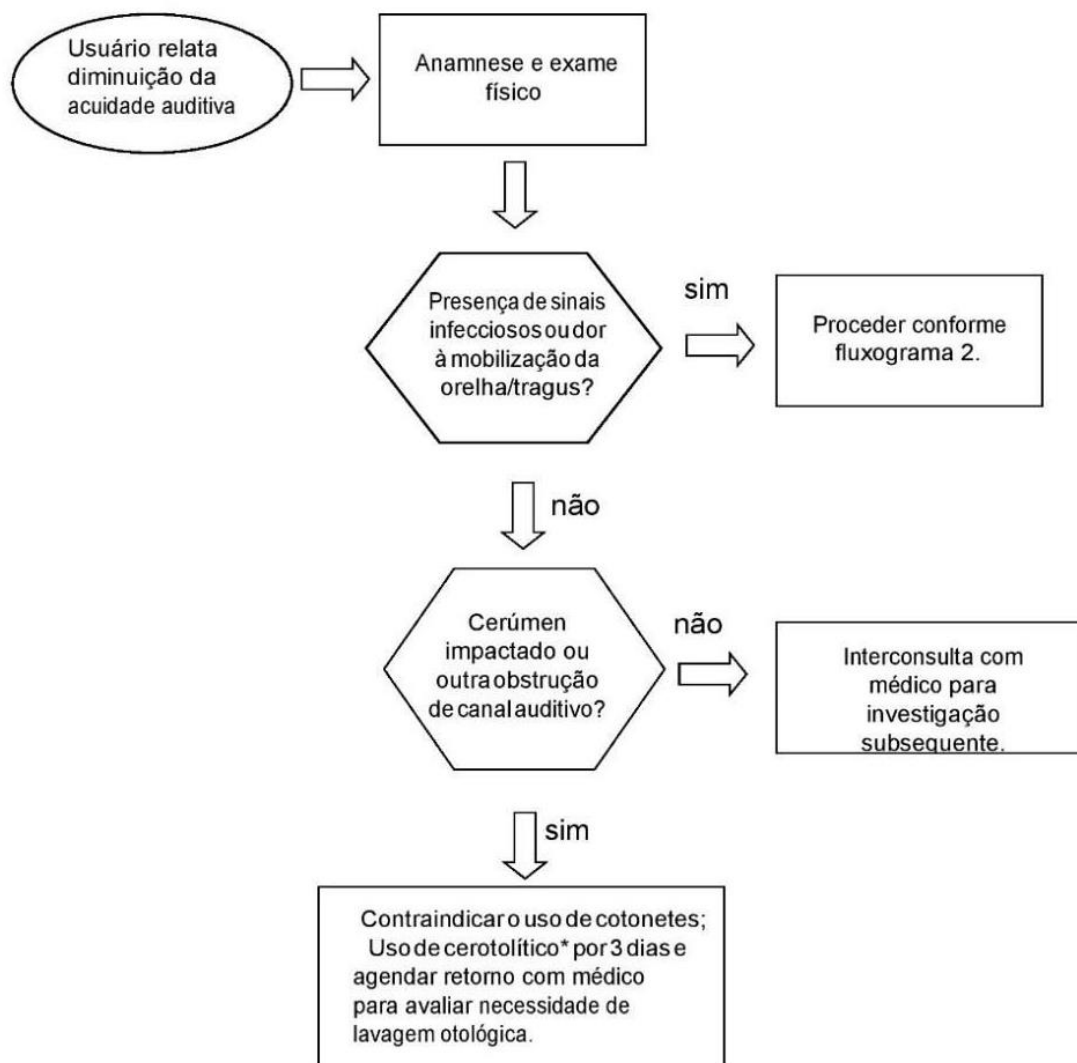 Usuário relata
diminuição da
acuidade auditiva
Anamnese e exame
físico
Presença de sinais
infecciosos ou dor
à mobilização da
orelha/tragus?
sim
Proceder conforme
fluxograma 2.
não
Cerúmen
impactado ou
outra obstrução
de canal auditivo?
não
Interconsulta com
médico para
investigação
subsequente.
sim
Contraindicar o uso de cotonetes;
Uso de cerotolítico* por 3 dias e
agendar retorno com médico
para avaliar necessidade de
lavagem otológica.